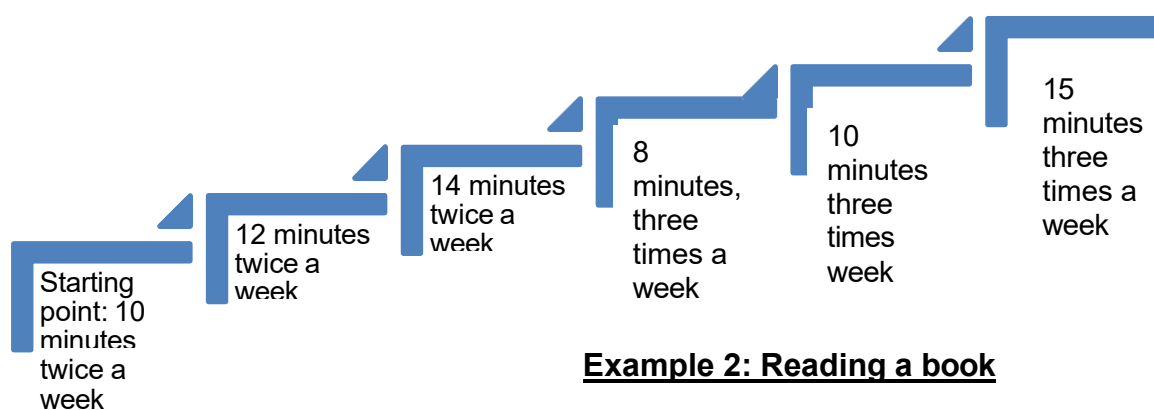 Starting
point: 10
minutes
twice a
week
12 minutes
twice a
week
14 minutes
twice a
week
8
minutes,
three
times a
week
10
minutes
three
times
week
15
minutes
three
times a
week
Example 2: Reading a book